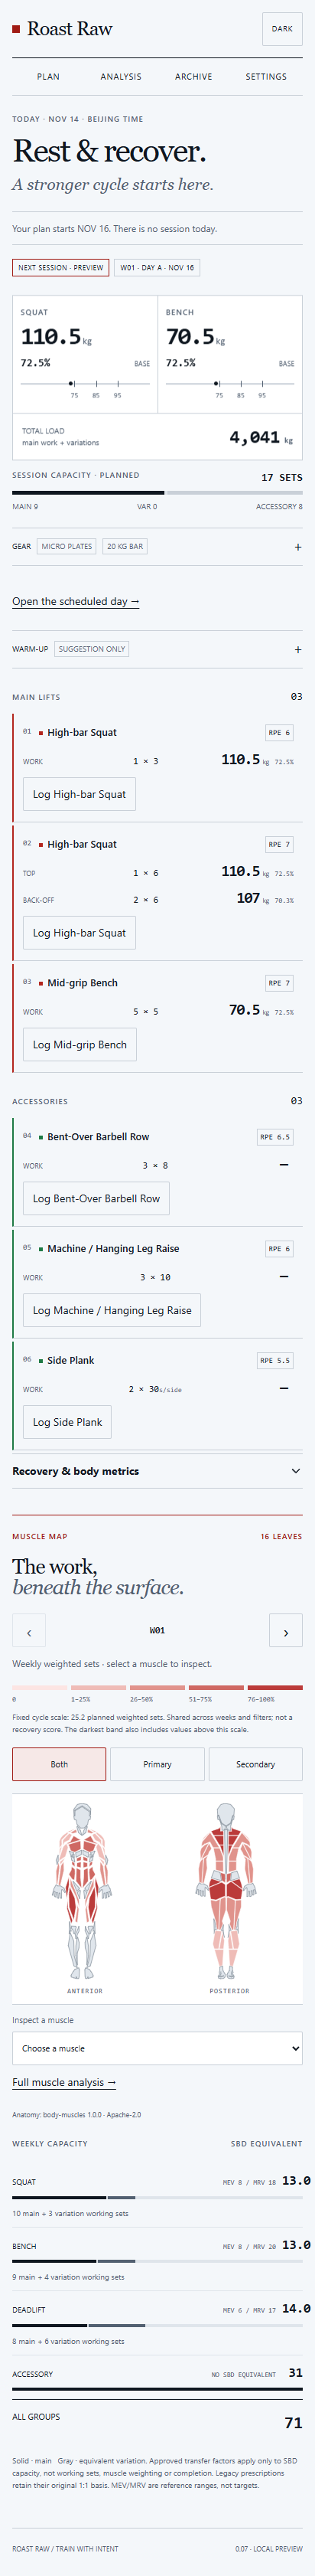 Roast Raw
DARK
PLAN ANALYSIS ARCHIVE SETTINGS
TODAY · NOV 14 · BEIJING TIME
Rest & recover.
A stronger cycle starts here.
Your plan starts NOV 16. There is no session today.
NEXT SESSION · PREVIEW W01 · DAY A · NOV 16
SQUAT BENCH
110.5kg 70.5kg
72.5% BASE 72.5% BASE
75 85 95 75 85 95
TOTAL LOAD
main work + variations
4,041 kg
SESSION CAPACITY · PLANNED 17 SETS
MAIN 9 VAR 0 ACCESSORY 8
GEAR MICRO PLATES 20 KG BAR +
Open the scheduled day →
WARM-UP SUGGESTION ONLY +
MAIN LIFTS 03
01 High-bar Squat RPE 6
WORK 1 × 3 110.5 kg 72.5%
Log High-bar Squat
02 High-bar Squat RPE 7
TOP 1 × 6 110.5 kg 72.5%
BACK-OFF 2 × 6 107 kg 70.3%
Log High-bar Squat
03 Mid-grip Bench RPE 7
WORK 5 × 5 70.5 kg 72.5%
Log Mid-grip Bench
ACCESSORIES 03
04 Bent-Over Barbell Row RPE 6.5
WORK 3 × 8 —
Log Bent-Over Barbell Row
05 Machine / Hanging Leg Raise RPE 6
WORK 3 × 10 —
Log Machine / Hanging Leg Raise
06 Side Plank RPE 5.5
WORK 2 × 30s/side —
Log Side Plank
Recovery & body metrics
MUSCLE MAP 16 LEAVES
The work,
beneath the surface.
‹ W01 ›
Weekly weighted sets · select a muscle to inspect.
0 1–25% 26–50% 51–75% 76–100%
Fixed cycle scale: 25.2 planned weighted sets. Shared across weeks and filters; not a
recovery score. The darkest band also includes values above this scale.
Both Primary Secondary
ANTERIOR POSTERIOR
Inspect a muscle
Choose a muscle
Full muscle analysis →
Anatomy: body-muscles 1.0.0 · Apache-2.0
WEEKLY CAPACITY SBD EQUIVALENT
SQUAT MEV 8 / MRV 18 13.0
10 main + 3 variation working sets
BENCH MEV 8 / MRV 20 13.0
9 main + 4 variation working sets
DEADLIFT MEV 6 / MRV 17 14.0
8 main + 6 variation working sets
ACCESSORY NO SBD EQUIVALENT 31
ALL GROUPS 71
Solid · main Gray · equivalent variation. Approved transfer factors apply only to SBD
capacity, not working sets, muscle weighting or completion. Legacy prescriptions
retain their original 1:1 basis. MEV/MRV are reference ranges, not targets.
ROAST RAW / TRAIN WITH INTENT 0.07 · LOCAL PREVIEW